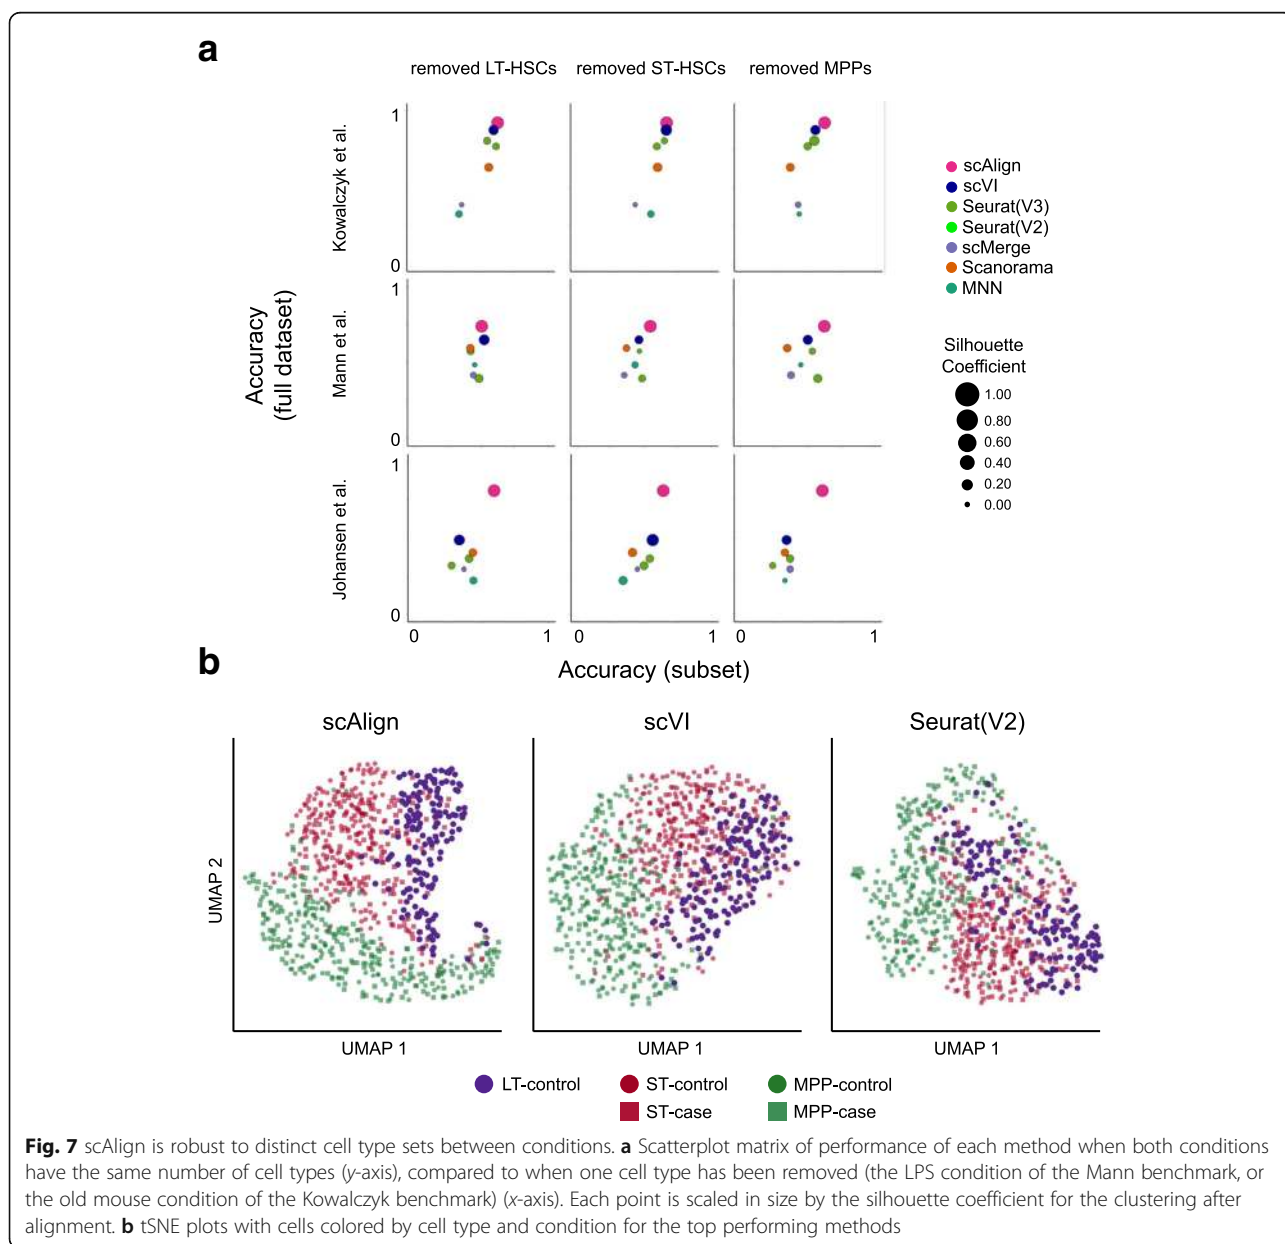 a
removed LT-HSCs removed ST-HSCs removed MPPs
Accuracy
(full dataset)
Kowalczyk et al.
1
0
Mann et al.
1
0
Johansen et al.
1
0
0 1 0 1 0 1
Accuracy (subset)
scAlign
scVI
Seurat(V3)
Seurat(V2)
scMerge
Scanorama
MNN
Silhouette
Coefficient
1.00
0.80
0.60
0.40
0.20
0.00
b
scAlign scVI Seurat(V2)
UMAP 2
UMAP 1 UMAP 1 UMAP 1
LT-control ST-control MPP-control
ST-case MPP-case
Fig. 7 scAlign is robust to distinct cell type sets between conditions. a Scatterplot matrix of performance of each method when both conditions
have the same number of cell types (y-axis), compared to when one cell type has been removed (the LPS condition of the Mann benchmark, or
the old mouse condition of the Kowalczyk benchmark) (x-axis). Each point is scaled in size by the silhouette coefficient for the clustering after
alignment. b tSNE plots with cells colored by cell type and condition for the top performing methods